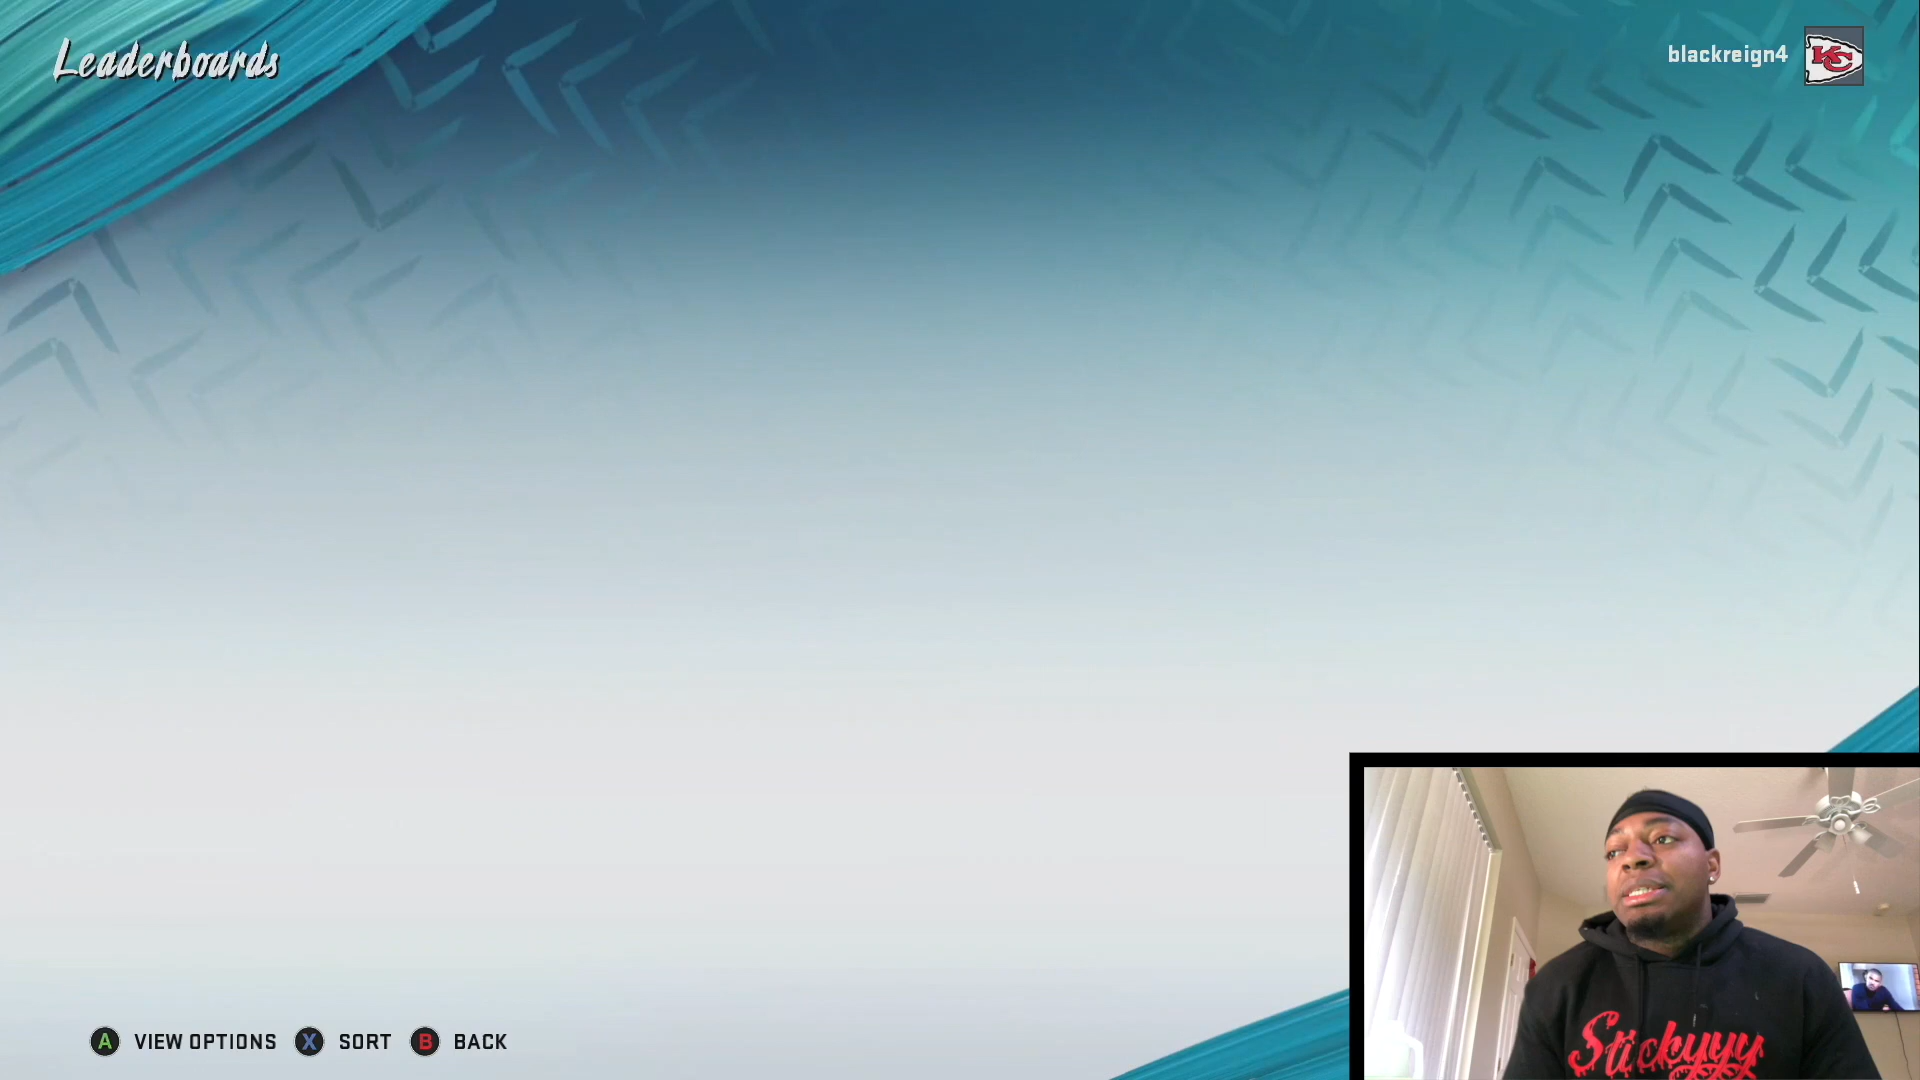 Leaderboards
blackreign4
KC
A VIEW OPTIONS X SORT B BACK
Stickyyy